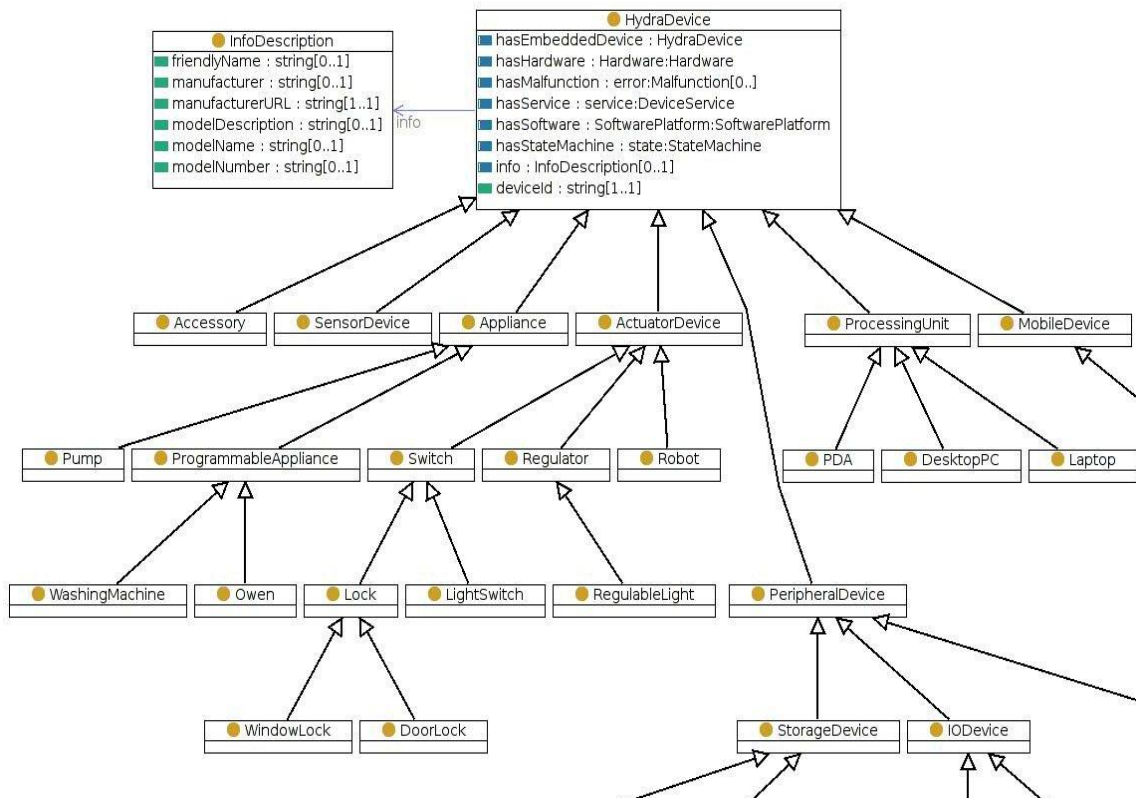 HydraDevice
hasEmbeddedDevice : HydraDevice
hasHardware : Hardware:Hardware
hasMalfunction : error:Malfunction[0..]
hasService : service:DeviceService
hasSoftware : SoftwarePlatform:SoftwarePlatform
hasStateMachine : state:StateMachine
info : InfoDescription[0..1]
deviceId : string[1..1]
InfoDescription
friendlyName : string[0..1]
manufacturer : string[0..1]
manufacturerURL : string[1..1]
modelDescription : string[0..1]
modelName : string[0..1]
modelNumber : string[0..1]
info
Accessory
SensorDevice
Appliance
ActuatorDevice
ProcessingUnit
MobileDevice
Pump
ProgrammableAppliance
Switch
Regulator
Robot
PDA
DesktopPC
Laptop
WashingMachine
Owen
Lock
LightSwitch
RegulableLight
PeripheralDevice
WindowLock
DoorLock
StorageDevice
IODevice